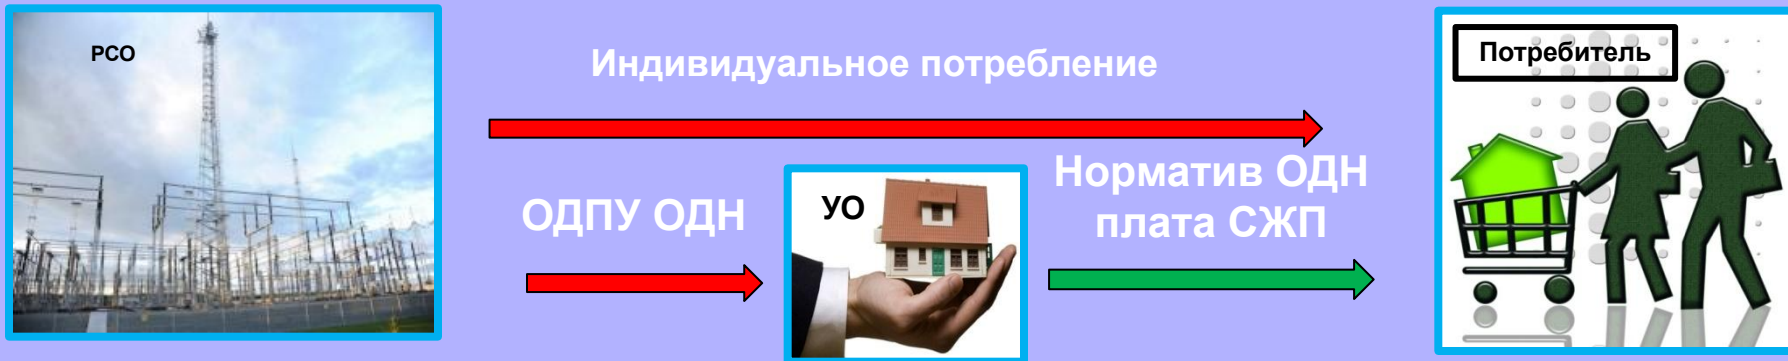 РСО
Индивидуальное потребление
Потребитель
ОДПУ ОДН
УО
Норматив ОДН
плата СЖП